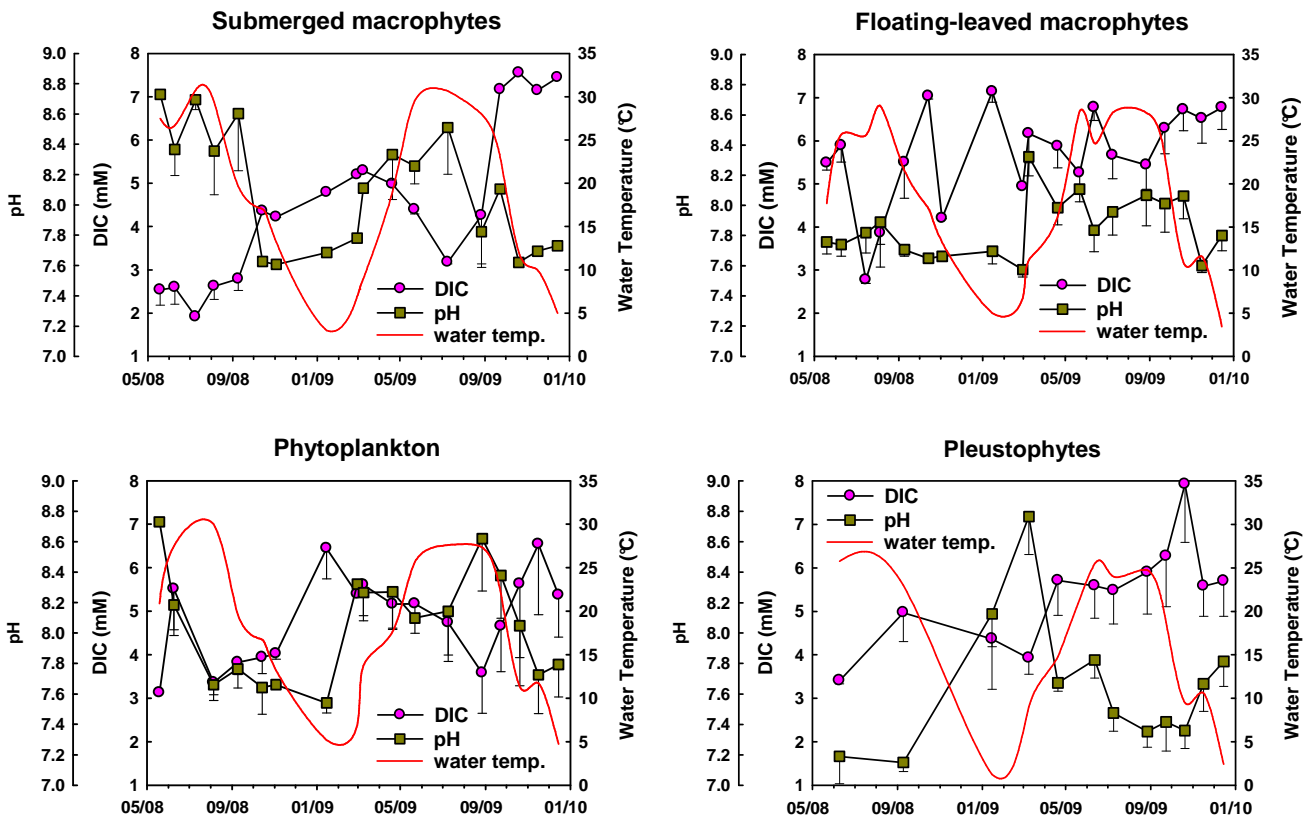 Submerged macrophytes
Floating-leaved macrophytes
9.0 8 35
8.8 7 30
8.6 25
8.4 6
8.2 5 20
8.0 4 15
7.8
7.6 3 10
7.4 2 5
7.2
7.0 1 0
pH
DIC (mM)
Water Temperature (°C)
DIC
pH
water temp.
05/08 09/08 01/09 05/09 09/09 01/10
9.0 8 35
8.8 7 30
8.6 25
8.4 6
8.2 5 20
8.0 4 15
7.8
7.6 3 10
7.4 2 5
7.2
7.0 1 0
pH
DIC (mM)
Water Temperature (°C)
DIC
pH
water temp.
05/08 09/08 01/09 05/09 09/09 01/10
Phytoplankton
Pleustophytes
9.0 8 35
8.8 7 30
8.6 25
8.4 6
8.2 5 20
8.0 4 15
7.8
7.6 3 10
7.4 2 5
7.2
7.0 1 0
pH
DIC (mM)
Water Temperature (°C)
DIC
pH
water temp.
05/08 09/08 01/09 05/09 09/09 01/10
9.0 8 35
8.8 7 30
8.6 25
8.4 6
8.2 5 20
8.0 4 15
7.8
7.6 3 10
7.4 2 5
7.2
7.0 1 0
pH
DIC (mM)
Water Temperature (°C)
DIC
pH
water temp.
05/08 09/08 01/09 05/09 09/09 01/10